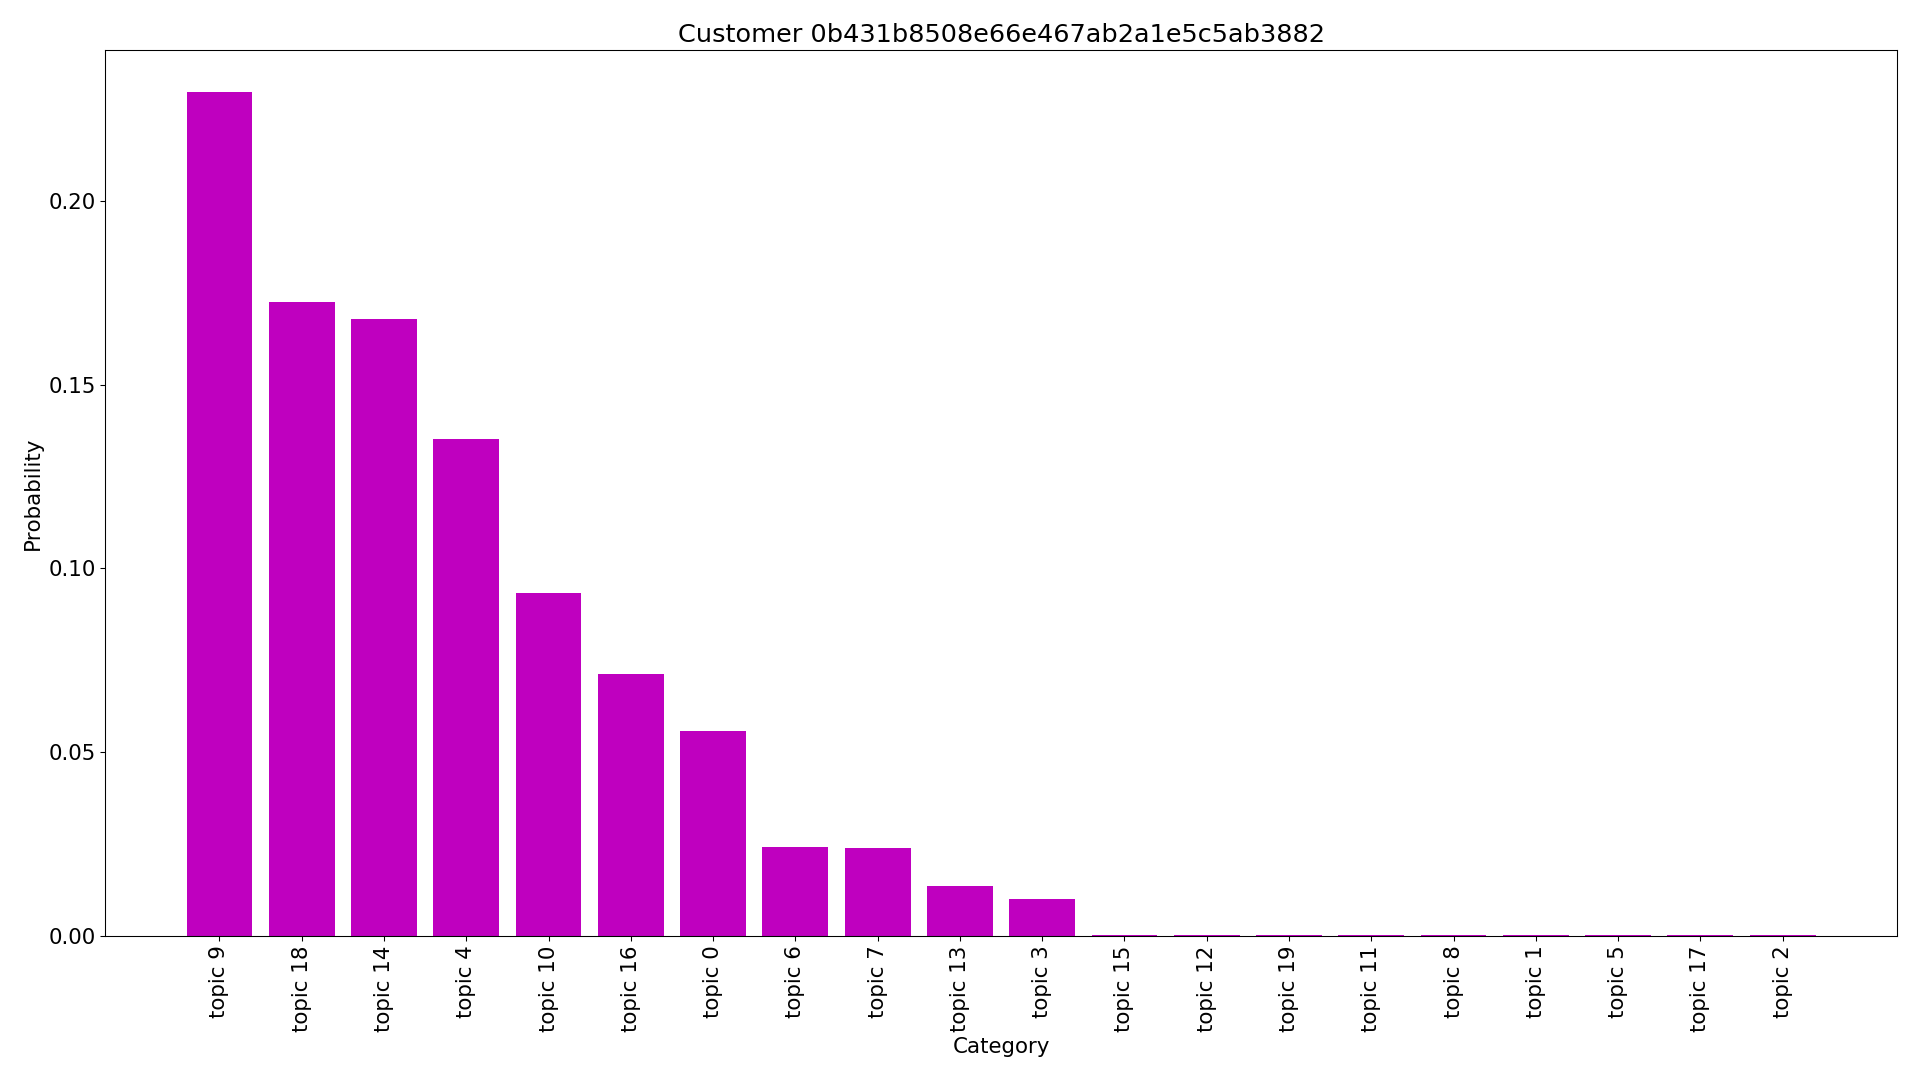 Customer 0b431b8508e66e467ab2a1e5c5ab3882
Probability
0.20
0.15
0.10
0.05
0.00
topic 9
topic 18
topic 14
topic 4
topic 10
topic 16
topic 0
topic 6
topic 7
topic 13
topic 3
topic 15
topic 12
topic 19
topic 11
topic 8
topic 1
topic 5
topic 17
topic 2
Category